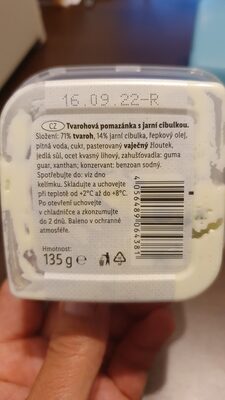 16.09.22-R
CZ Tvarohová pomazánka s jarní cibulkou.
Složení: 71% tvaroh, 14% jarní cibulka, řepkový olej,
pitná voda, cukr, pasterovaný vaječný žloutek,
jedlá sůl, ocet kvasný lihový, zahušťovadla: guma
guar, xanthan; konzervant: benzoan sodný.
Spotřebujte do: viz dno
kelímku. Skladujte a uchovejte
při teplotě od +2°C až do +8°C.
Po otevření uchovejte
v chladničce a zkonzumujte
do 2 dnů. Baleno v ochranné
atmosféře.
Hmotnost:
135 g e
4056489064381